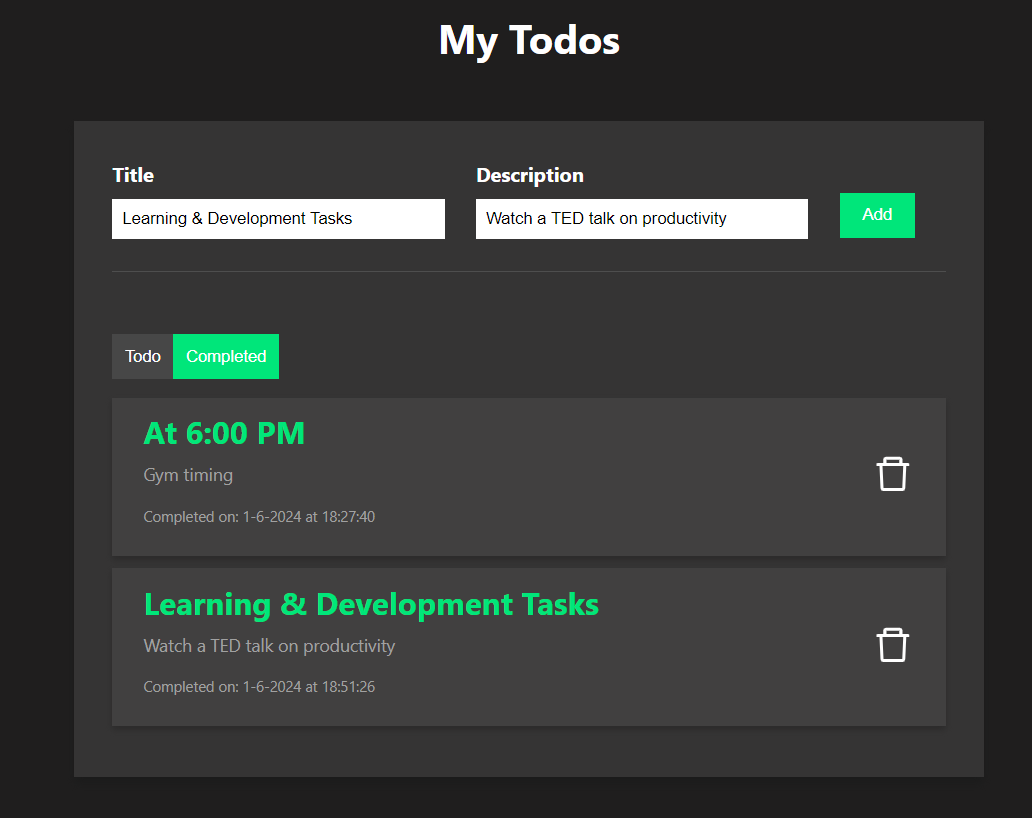 My Todos
Title
Description
Learning & Development Tasks
Watch a TED talk on productivity
Add
Todo
Completed
At 6:00 PM
Gym timing
Completed on: 1-6-2024 at 18:27:40
Learning & Development Tasks
Watch a TED talk on productivity
Completed on: 1-6-2024 at 18:51:26